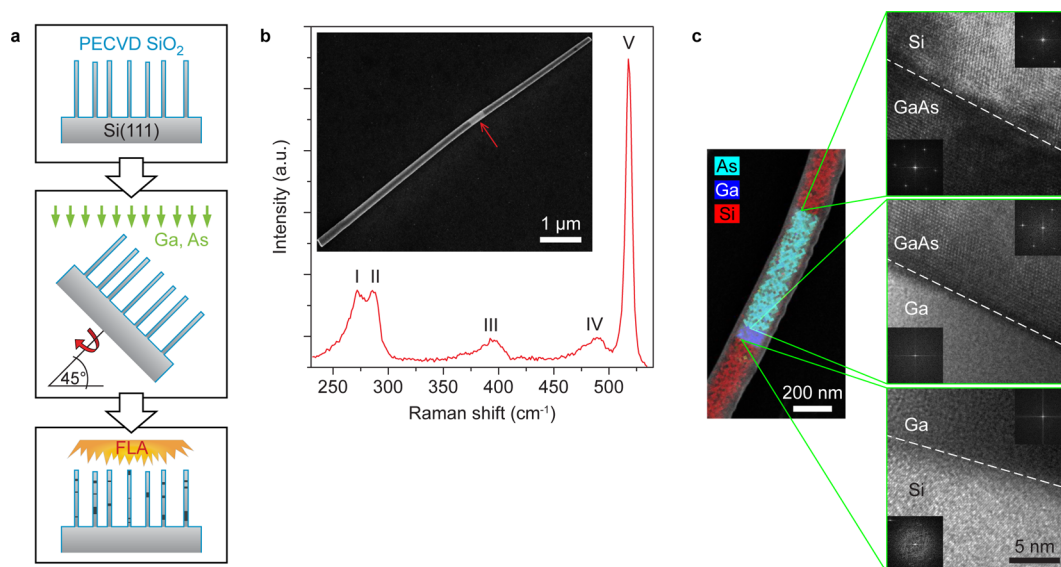 a
PECVD SiO₂
Si(111)
Ga, As
45°
FLA
b
Intensity (a.u.)
I
II
III
IV
V
1 µm
250
300
350
400
450
500
Raman shift (cm⁻¹)
c
As
Ga
Si
200 nm
Si
GaAs
GaAs
Ga
Ga
Si
5 nm